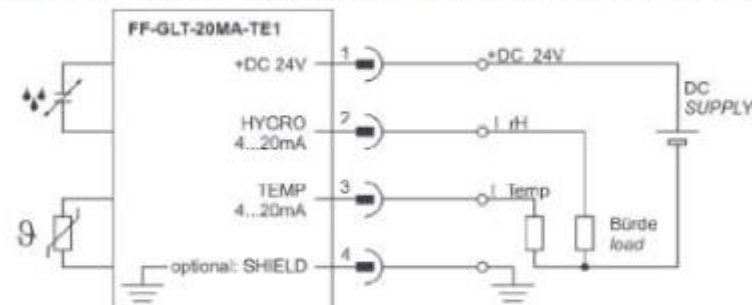 FF-GLT-20MA-TE1
+DC 24V
1
+DC 24V
DC
SUPPLY
HYGRO
4...20mA
2
I rH
TEMP
4...20mA
3
I Temp
ϑ
Bürde
load
optional: SHIELD
4